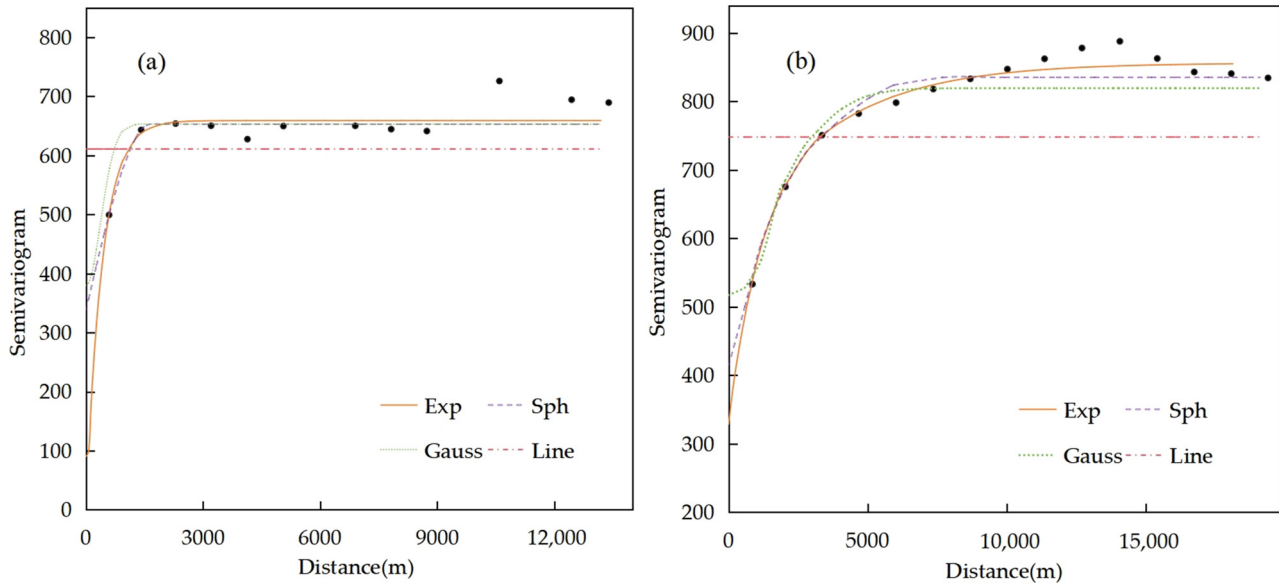 (a)
Semivariogram
800
700
600
500
400
300
200
100
0
0 3000 6000 9000 12,000
Distance(m)
Exp Sph
Gauss Line
(b)
Semivariogram
900
800
700
600
500
400
300
200
0 5000 10,000 15,000
Distance(m)
Exp Sph
Gauss Line